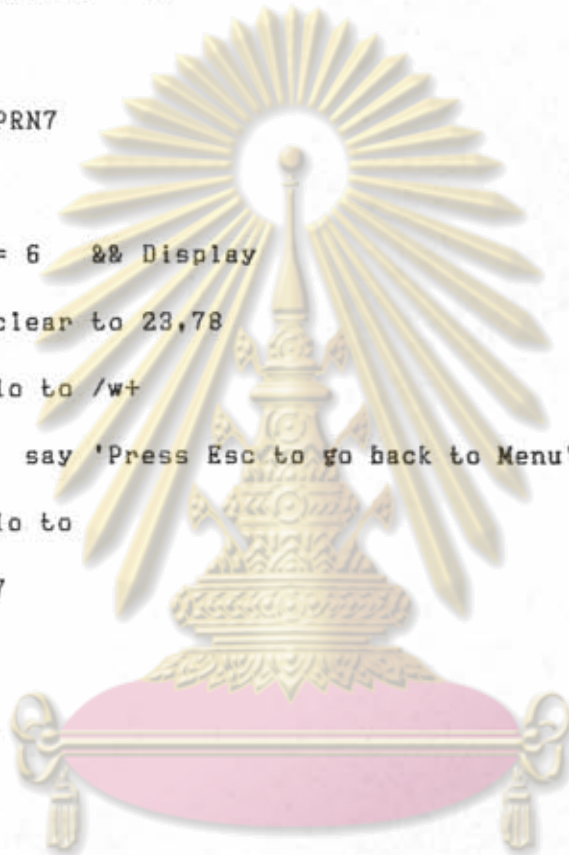 PRN7
= 6 && Display
clear to 23,78
lo to /w+
say 'Press Esc to go back to Menu'
lo to